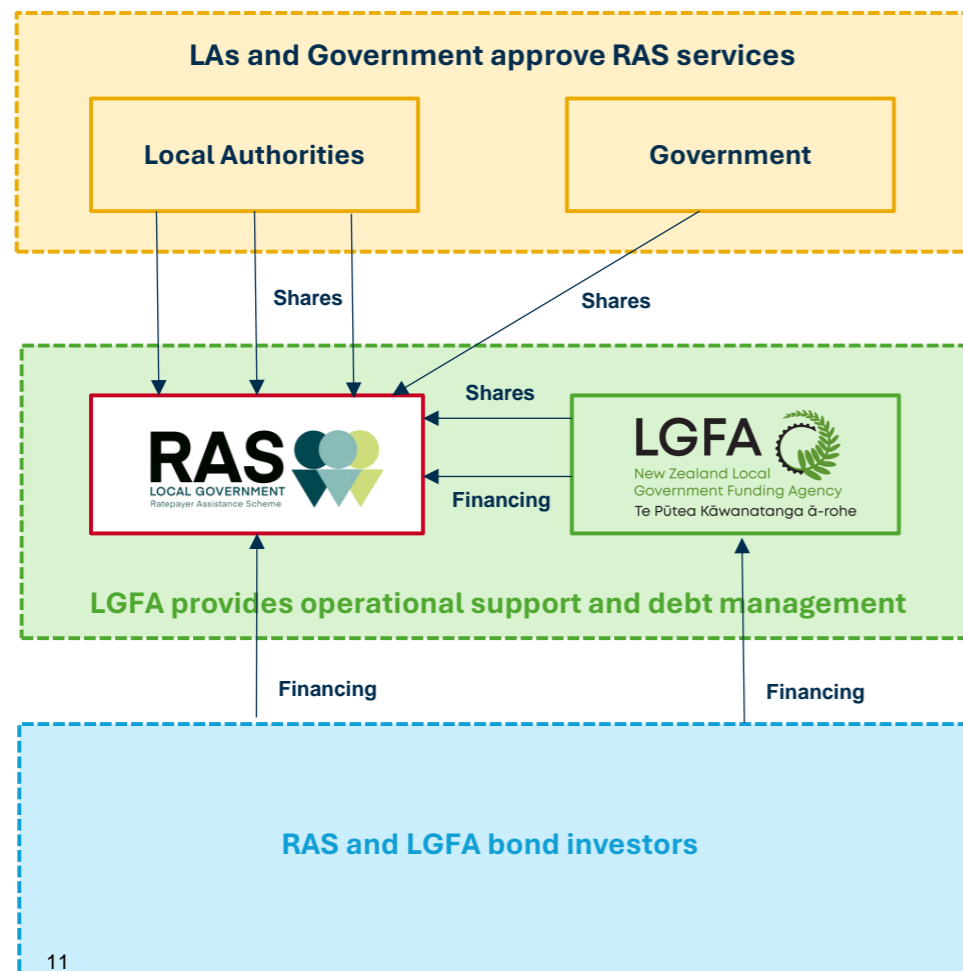 LAs and Government approve RAS services
Local Authorities
Government
Shares
Shares
Shares
RAS
LOCAL GOVERNMENT
Ratepayer Assistance Scheme
Financing
LGFA
New Zealand Local
Government Funding Agency
Te Pūtea Kāwanatanga ā-rohe
LGFA provides operational support and debt management
Financing
Financing
RAS and LGFA bond investors
11